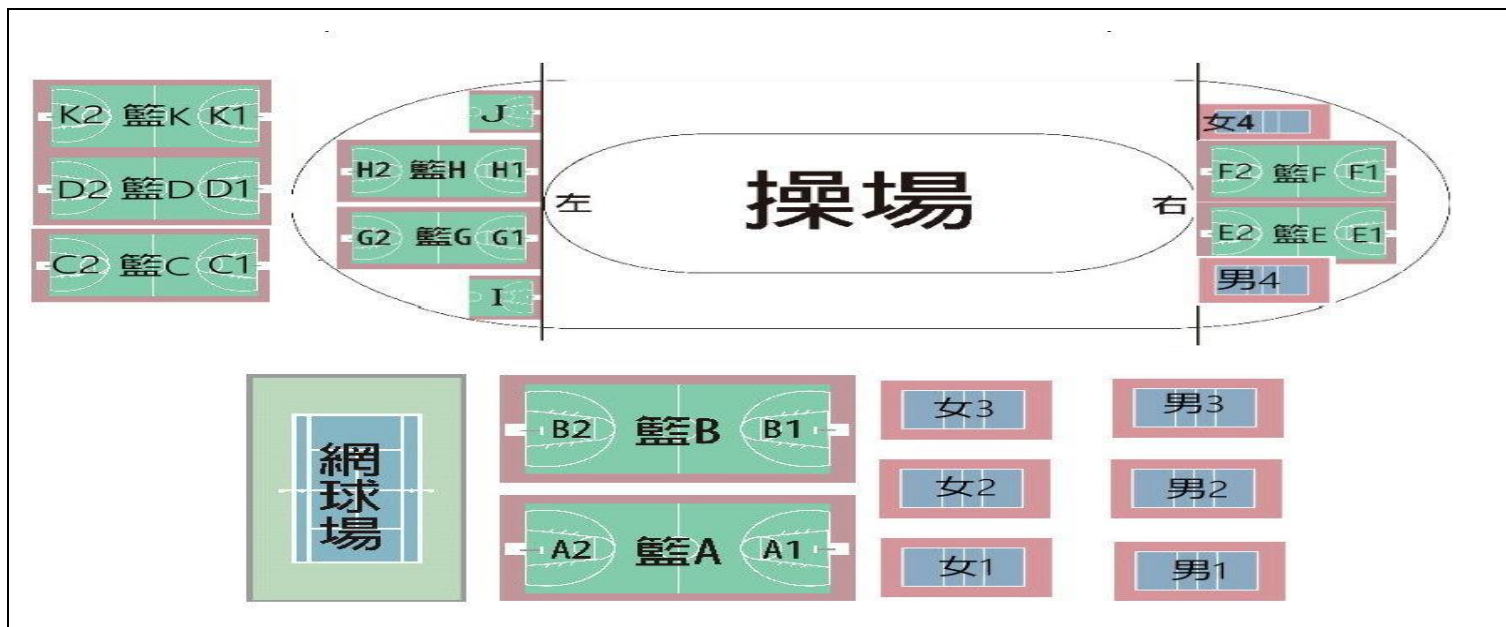 K2 籃K K1
D2 籃D D1
C2 籃C C1
J
H2 籃H H1
G2 籃G G1
I
左
操場
右
女4
F2 籃F F1
E2 籃E E1
男4
網球場
B2 籃B B1
A2 籃A A1
女3
男3
女2
男2
女1
男1